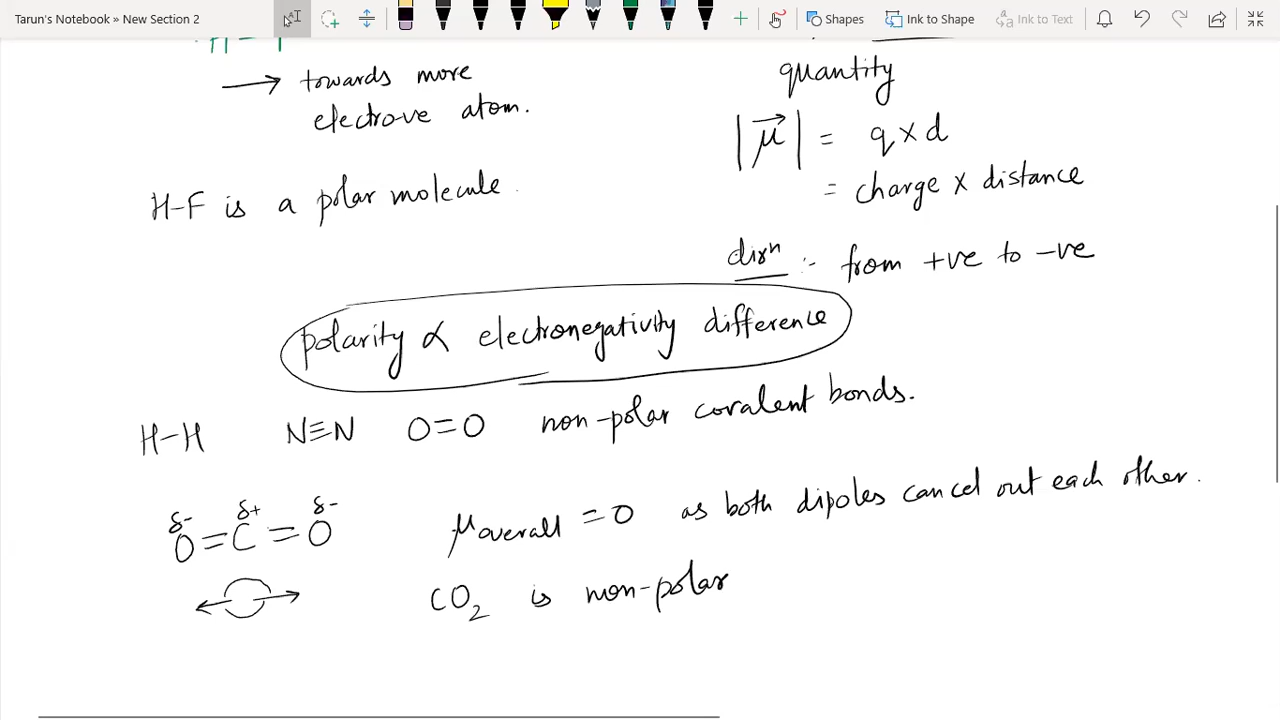 Tarun's Notebook » New Section 2
Shapes
Ink to Shape
Ink to Text
→ towards more
electrove atom.
H-F is a polar molecule.
quantity
|μ⃗| = q × d
= charge × distance
dirⁿ :- from +ve to -ve
polarity ∝ electronegativity difference
H-H N≡N O=O non-polar covalent bonds.
δ- δ+ δ-
O=C=O μoverall = 0 as both dipoles cancel out each other.
CO₂ is non-polar